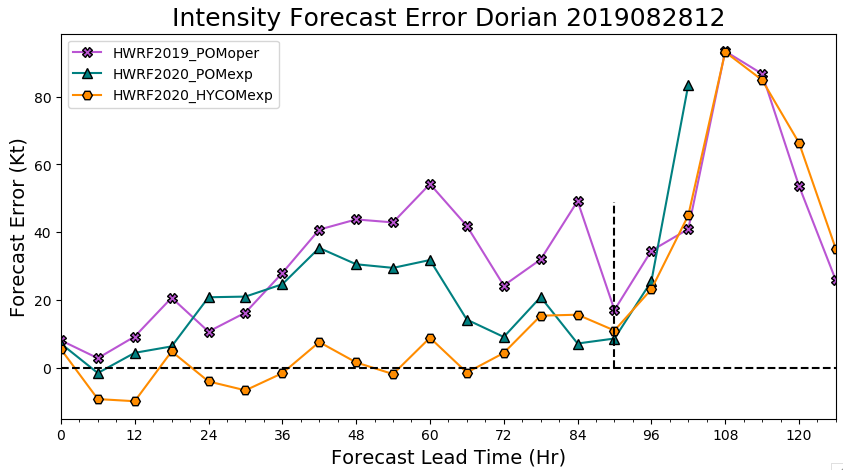 Intensity Forecast Error Dorian 2019082812
HWRF2019_POMoper
HWRF2020_POMexp
HWRF2020_HYCOMexp
Forecast Error (Kt)
80
60
40
20
0
0 12 24 36 48 60 72 84 96 108 120
Forecast Lead Time (Hr)